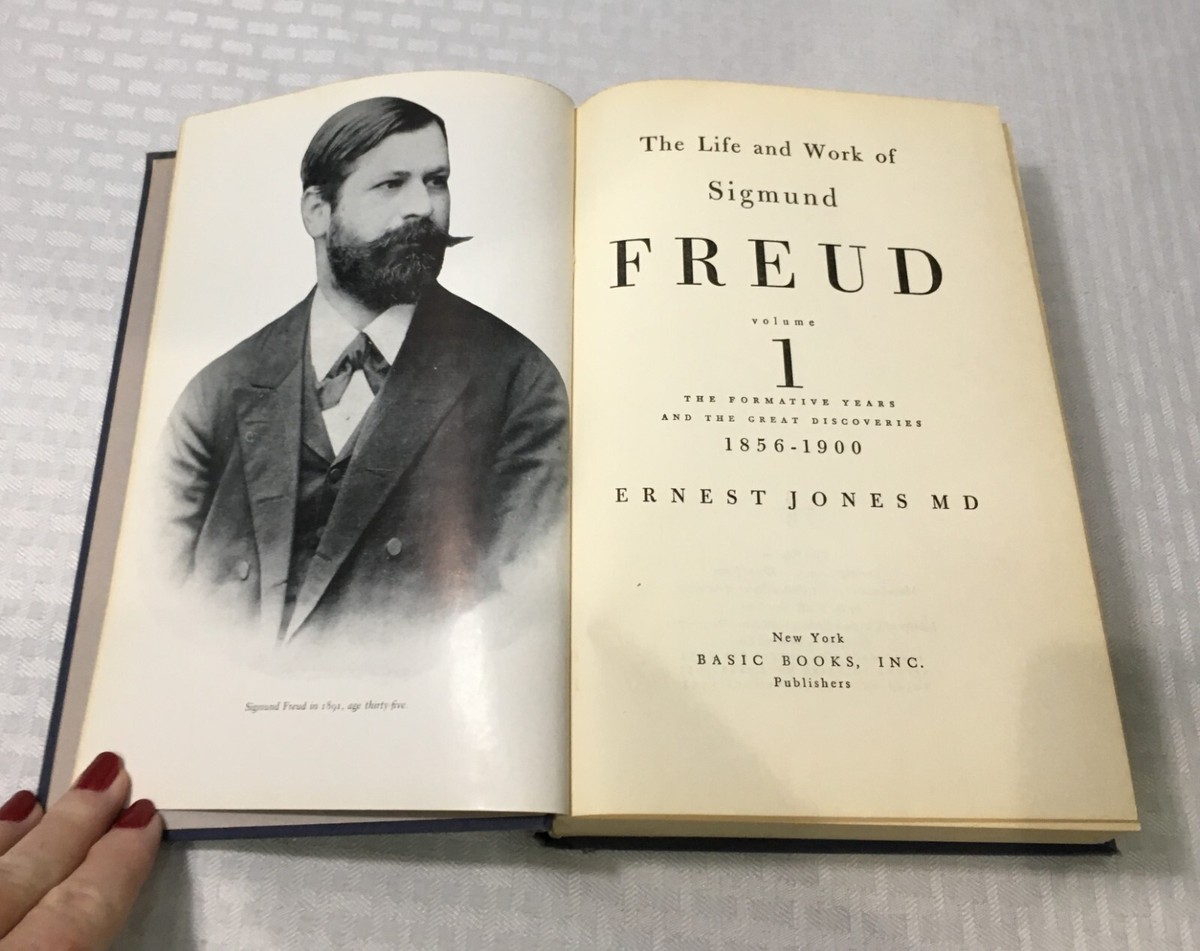 Sigmund Freud in 1891, age thirty-five.
The Life and Work of
Sigmund
FREUD
volume
1
THE FORMATIVE YEARS
AND THE GREAT DISCOVERIES
1856-1900
ERNEST JONES MD
New York
BASIC BOOKS, INC.
Publishers